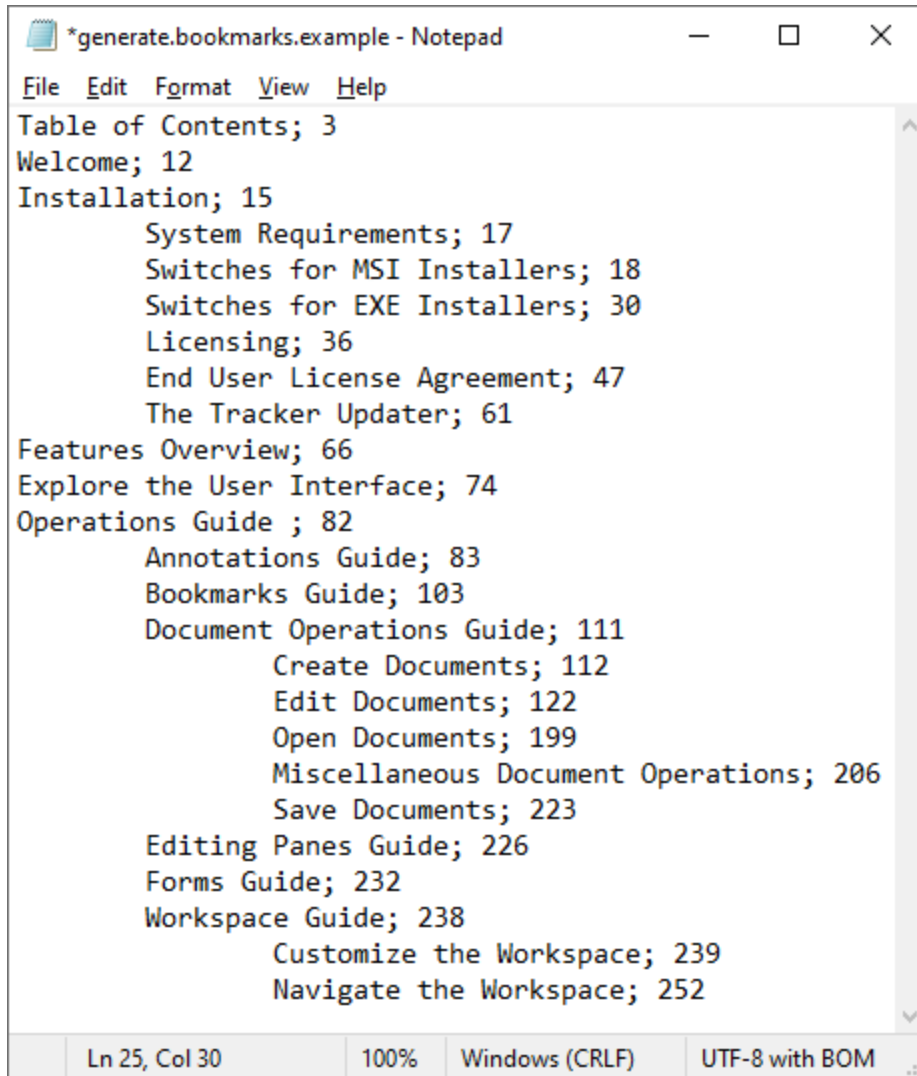 *generate.bookmarks.example - Notepad
File Edit Format View Help
Table of Contents; 3
Welcome; 12
Installation; 15
System Requirements; 17
Switches for MSI Installers; 18
Switches for EXE Installers; 30
Licensing; 36
End User License Agreement; 47
The Tracker Updater; 61
Features Overview; 66
Explore the User Interface; 74
Operations Guide ; 82
Annotations Guide; 83
Bookmarks Guide; 103
Document Operations Guide; 111
Create Documents; 112
Edit Documents; 122
Open Documents; 199
Miscellaneous Document Operations; 206
Save Documents; 223
Editing Panes Guide; 226
Forms Guide; 232
Workspace Guide; 238
Customize the Workspace; 239
Navigate the Workspace; 252
Ln 25, Col 30 100% Windows (CRLF) UTF-8 with BOM